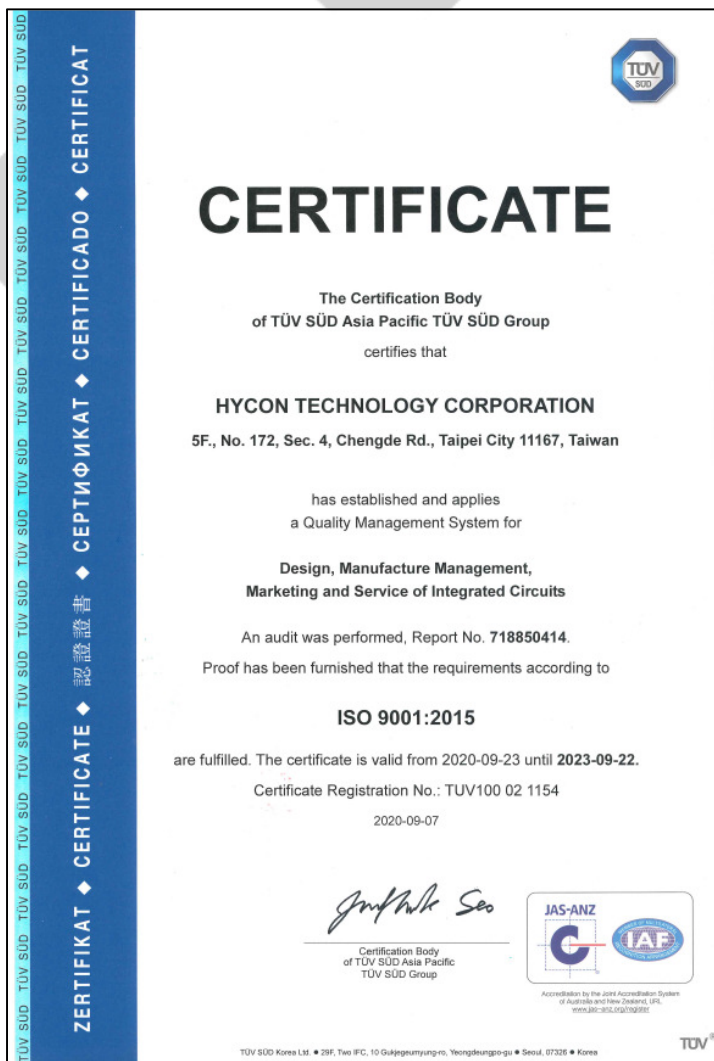 TÜV SÜD TÜV SÜD TÜV SÜD TÜV SÜD TÜV SÜD TÜV SÜD TÜV SÜD TÜV SÜD TÜV SÜD TÜV SÜD TÜV SÜD TÜV SÜD TÜV SÜD TÜV SÜD
ZERTIFIKAT ◆ CERTIFICATE ◆ 認證證書 ◆ СЕРТИФИКАТ ◆ CERTIFICADO ◆ CERTIFICAT
TÜV
SÜD
CERTIFICATE
The Certification Body
of TÜV SÜD Asia Pacific TÜV SÜD Group
certifies that
HYCON TECHNOLOGY CORPORATION
5F., No. 172, Sec. 4, Chengde Rd., Taipei City 11167, Taiwan
has established and applies
a Quality Management System for
Design, Manufacture Management,
Marketing and Service of Integrated Circuits
An audit was performed, Report No. 718850414.
Proof has been furnished that the requirements according to
ISO 9001:2015
are fulfilled. The certificate is valid from 2020-09-23 until 2023-09-22.
Certificate Registration No.: TUV100 02 1154
2020-09-07
Certification Body
of TÜV SÜD Asia Pacific
TÜV SÜD Group
JAS-ANZ
IAF
Accreditation by the Joint Accreditation System
of Australia and New Zealand, URL
www.jas-anz.org/register
TÜV SÜD Korea Ltd. ● 29F, Two IFC, 10 Gukjegeumyung-ro, Yeongdeungpo-gu ● Seoul, 07326 ● Korea
TÜV®